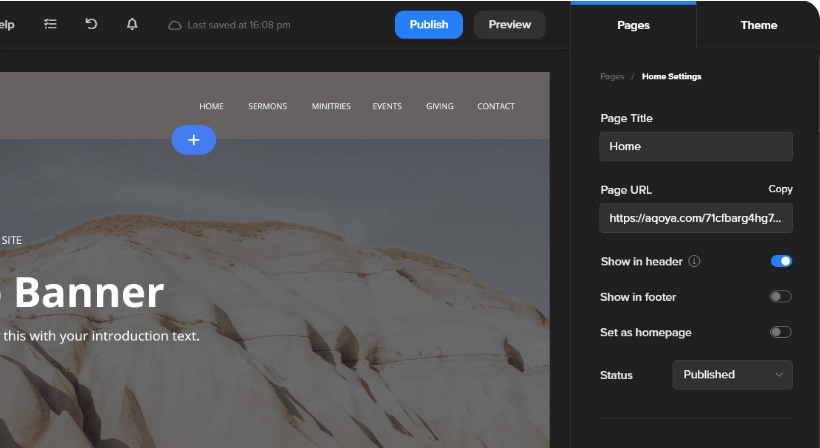 elp
Last saved at 16:08 pm
Publish
Preview
Pages
Theme
Pages / Home Settings
HOME
SERMONS
MINITRIES
EVENTS
GIVING
CONTACT
Page Title
Home
Page URL
Copy
https://aqoya.com/71cfbarg4hg7...
SITE
Show in header
Banner
Show in footer
this with your introduction text.
Set as homepage
Status
Published